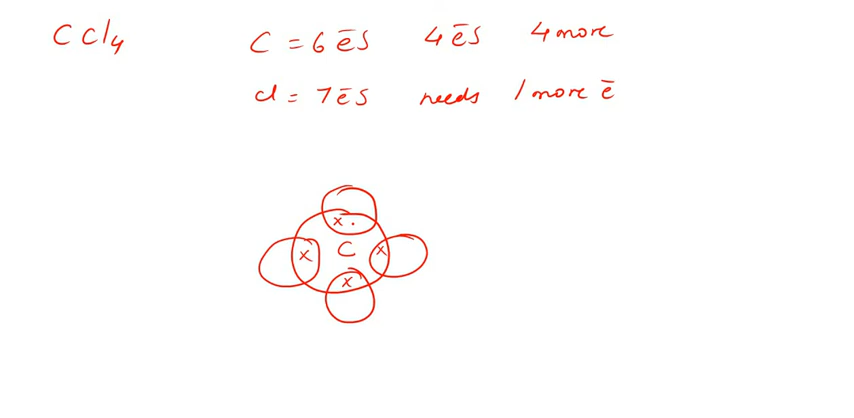 CCl₄ C = 6 ēs 4 ēs 4 more
cl = 7 ēs needs 1 more ē
x .
x C x
x